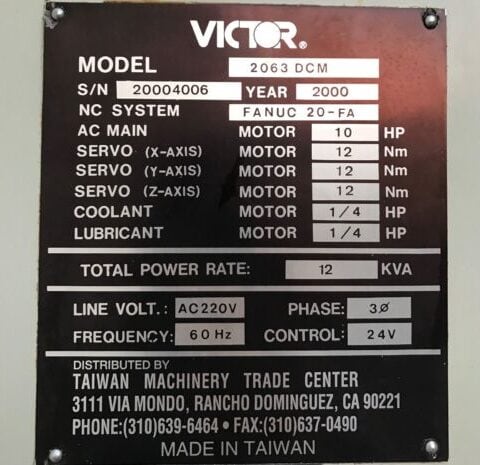 VICTOR®
MODEL 2063 DCM
S/N 20004006 YEAR 2000
NC SYSTEM FANUC 20-FA
AC MAIN MOTOR 10 HP
SERVO (X-AXIS) MOTOR 12 Nm
SERVO (Y-AXIS) MOTOR 12 Nm
SERVO (Z-AXIS) MOTOR 12 Nm
COOLANT MOTOR 1/4 HP
LUBRICANT MOTOR 1/4 HP
TOTAL POWER RATE: 12 KVA
LINE VOLT.: AC220V PHASE: 3Ø
FREQUENCY: 60 Hz CONTROL: 24V
DISTRIBUTED BY
TAIWAN MACHINERY TRADE CENTER
3111 VIA MONDO, RANCHO DOMINGUEZ, CA 90221
PHONE:(310)639-6464 • FAX:(310)637-0490
MADE IN TAIWAN